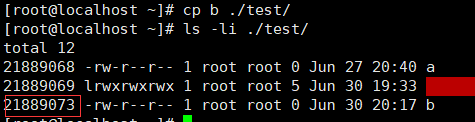 [root@localhost ~]# cp b ./test/
[root@localhost ~]# ls -li ./test/
total 12
21889068 -rw-r--r-- 1 root root 0 Jun 27 20:40 a
21889069 lrwxrwxrwx 1 root root 5 Jun 30 19:33
21889073 -rw-r--r-- 1 root root 0 Jun 30 20:17 b
[root@localhost ~]#